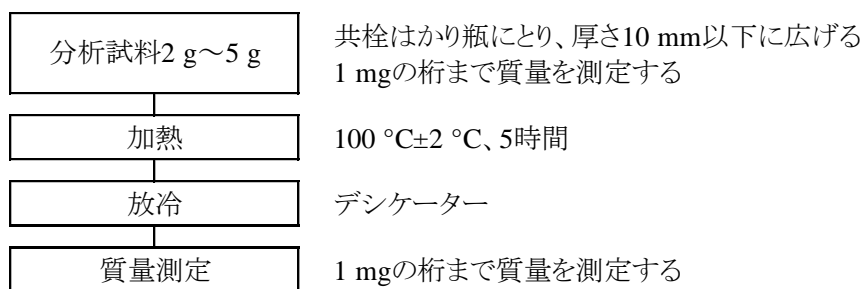 分析試料2 g～5 g
共栓はかり瓶にとり、厚さ10 mm以下に広げる
1 mgの桁まで質量を測定する
加熱
100 °C±2 °C、5時間
放冷
デシケーター
質量測定
1 mgの桁まで質量を測定する